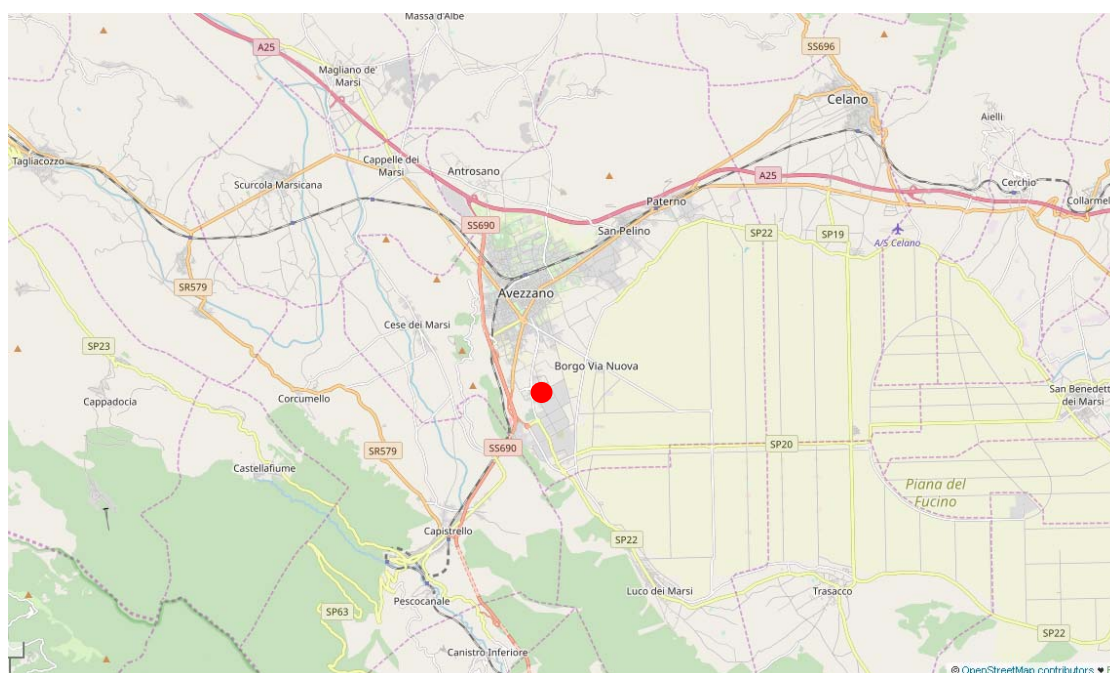 Massa d'Albe
A25
SS696
Magliano de'
Marsi
Celano
Aielli
Tagliacozzo
Cappelle dei
Marsi
Antrosano
Scurcola Marsicana
A25
Cerchio
Paterno
SS690
San Pelino
SP22
SP19
A/S Celano
SR579
Avezzano
Cese dei Marsi
SP23
Borgo Via Nuova
Cappadocia
Corcumello
San Benedett
dei Marsi
SR579
SS690
SP20
Castellafiume
Piana del
Fucino
Capistrello
SP22
Luco dei Marsi
Trasacco
Pescocanale
SP63
SP22
Canistro Inferiore
© OpenStreetMap contributors ♥